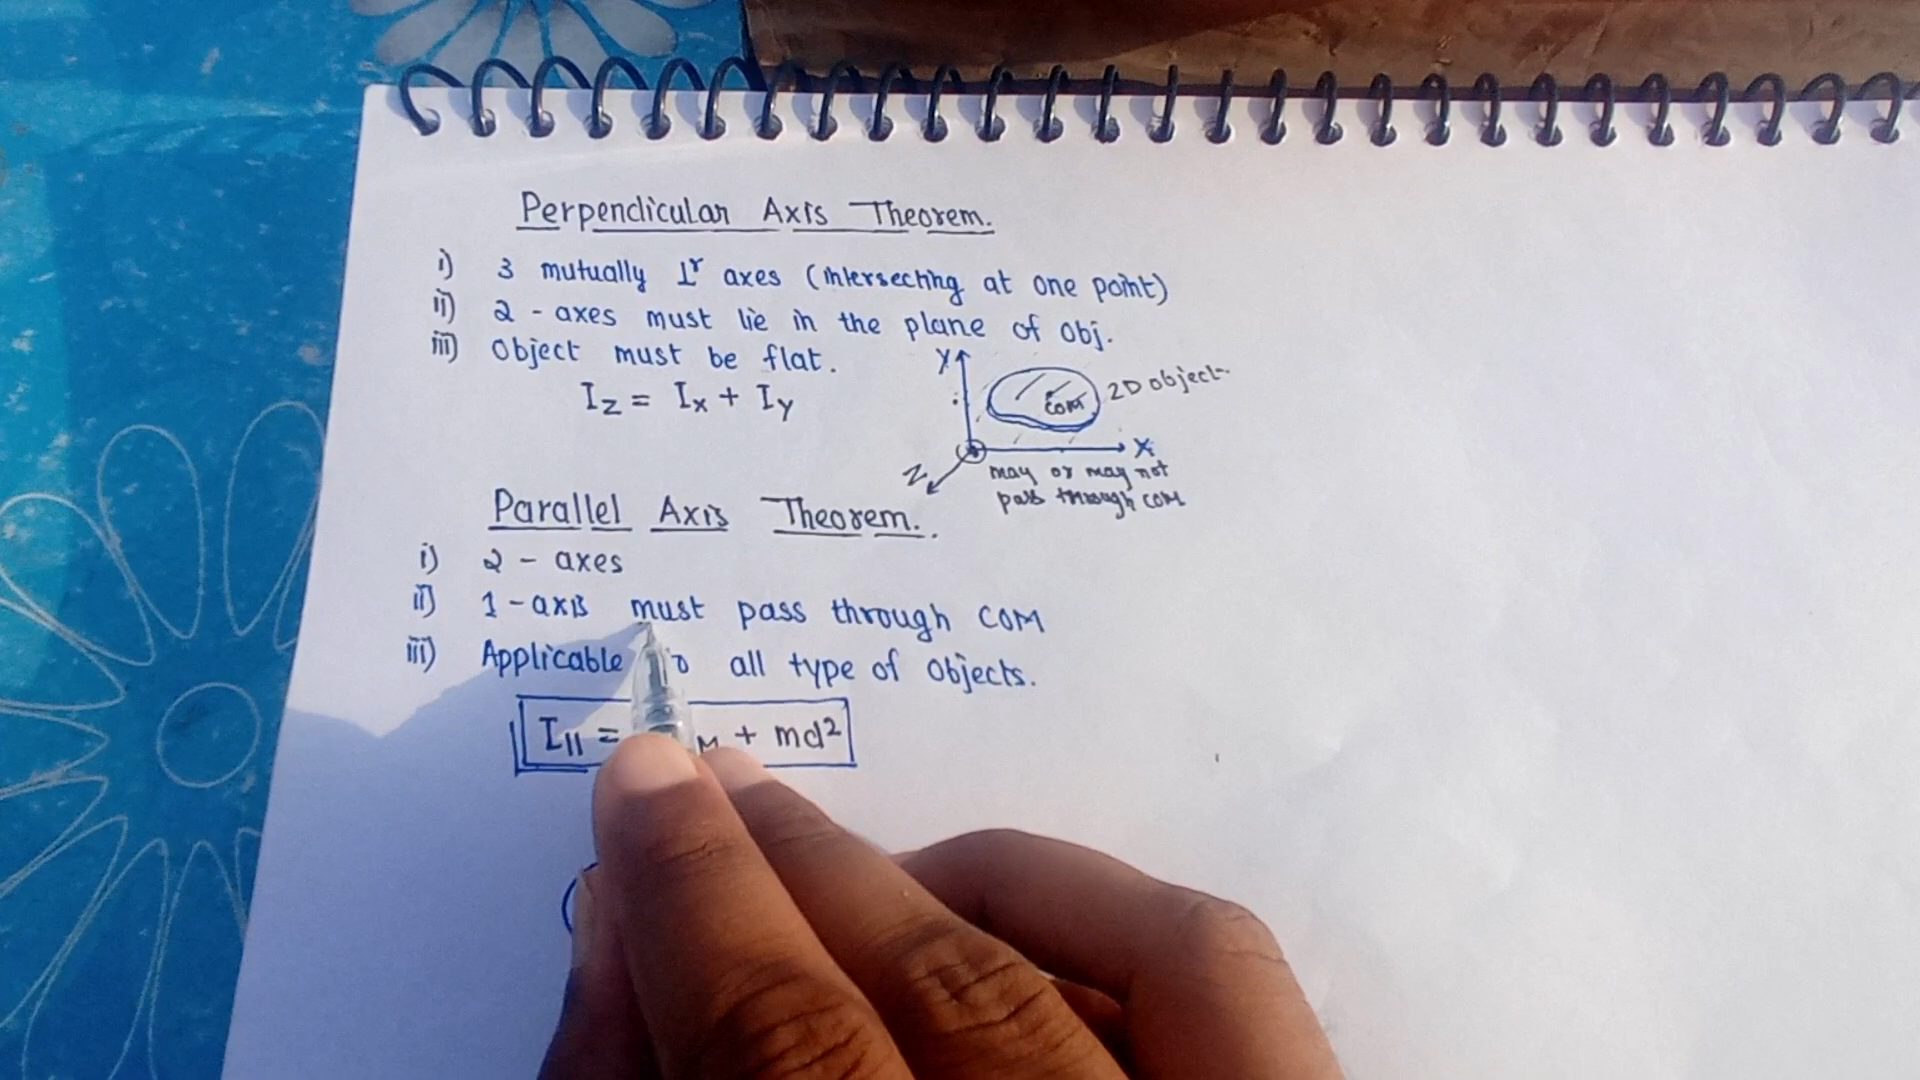 Perpendicular Axis Theorem.
i) 3 mutually ⊥r axes (intersecting at one point)
ii) 2 - axes must lie in the plane of obj.
iii) Object must be flat.
Iz = Ix + Iy
Y
COM
2D object
X
Z
may or may not
pass through COM
Parallel Axis Theorem.
i) 2 - axes
ii) 1 - axis must pass through COM
iii) Applicable all type of Objects.
I|| = M + md²